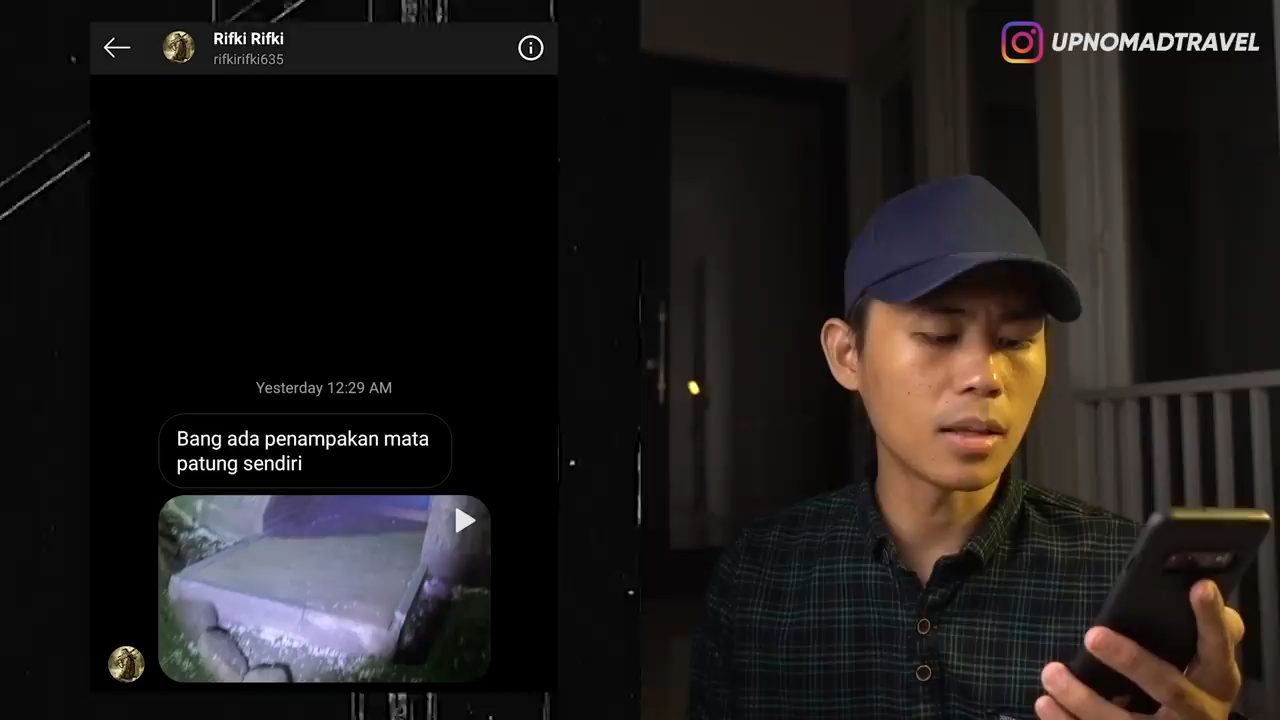 Rifki Rifki
rifkirifki635
UPNOMADTRAVEL
Yesterday 12:29 AM
Bang ada penampakan mata
patung sendiri